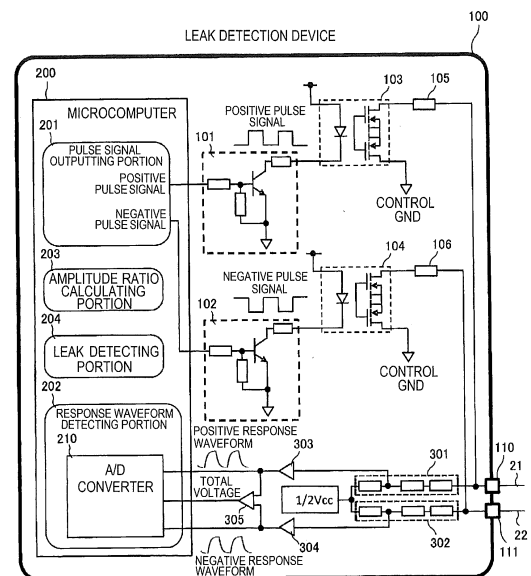 LEAK DETECTION DEVICE
100
200
MICROCOMPUTER
201
PULSE SIGNAL
OUTPUTTING PORTION
POSITIVE
PULSE SIGNAL
NEGATIVE
PULSE SIGNAL
203
AMPLITUDE RATIO
CALCULATING
PORTION
204
LEAK DETECTING
PORTION
202
RESPONSE WAVEFORM
DETECTING PORTION
210
A/D
CONVERTER
POSITIVE PULSE
SIGNAL
101
103
105
CONTROL
GND
NEGATIVE PULSE
SIGNAL
102
104
106
CONTROL
GND
POSITIVE RESPONSE
WAVEFORM
303
TOTAL
VOLTAGE
305
1/2Vcc
301
302
304
NEGATIVE RESPONSE
WAVEFORM
110
21
22
111